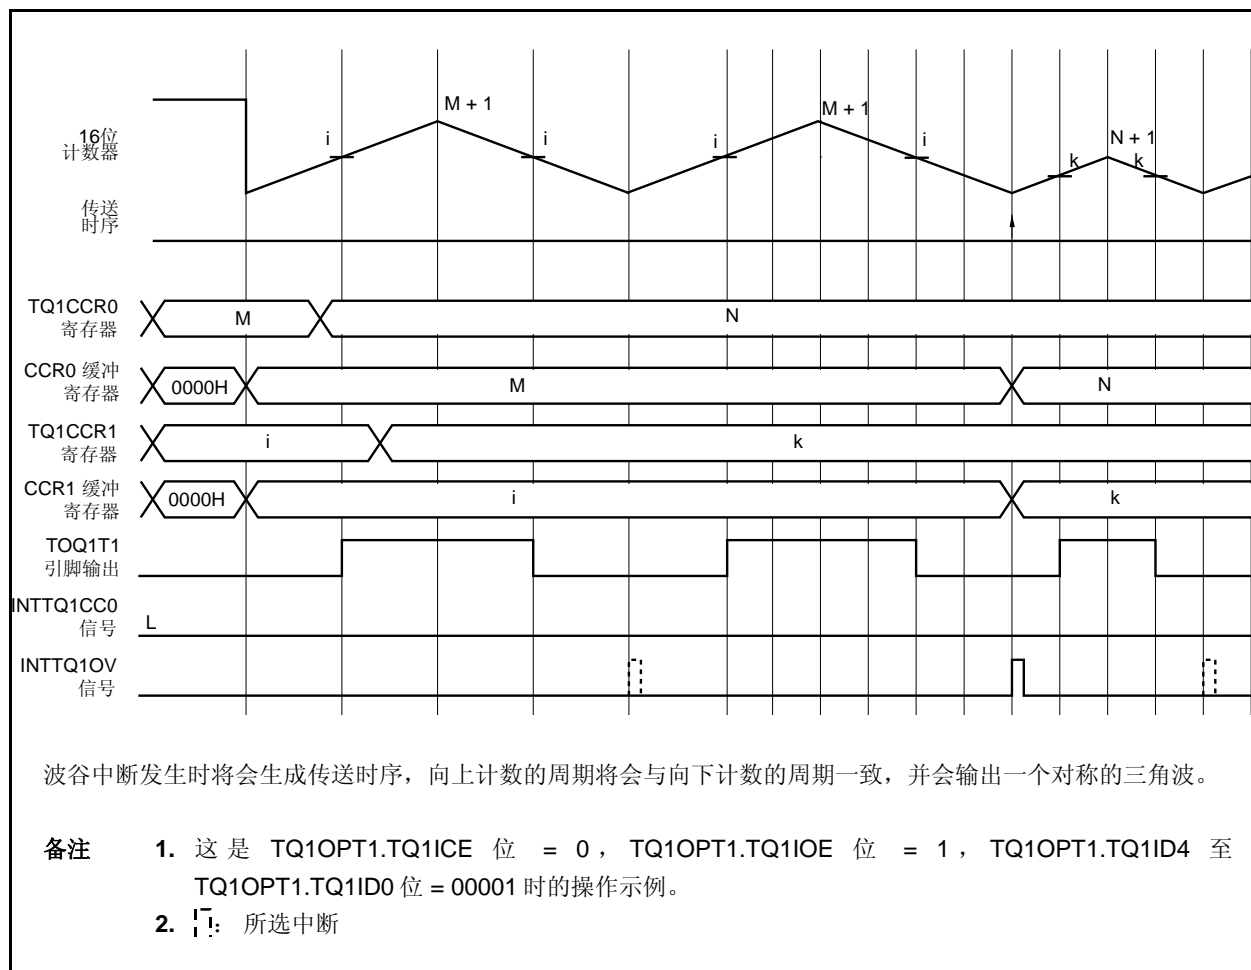 M + 1
M + 1
i
i
i
i
N + 1
k
k
16位
计数器
传送
时序
TQ1CCR0
寄存器
M
N
CCR0 缓冲
寄存器
0000H
M
N
TQ1CCR1
寄存器
i
k
CCR1 缓冲
寄存器
0000H
i
k
TOQ1T1
引脚输出
INTTQ1CC0
信号
L
INTTQ1OV
信号
波谷中断发生时将会生成传送时序，向上计数的周期将会与向下计数的周期一致，并会输出一个对称的三角波。
备注 1. 这是 TQ1OPT1.TQ1ICE 位 = 0，TQ1OPT1.TQ1IOE 位 = 1，TQ1OPT1.TQ1ID4 至
TQ1OPT1.TQ1ID0 位 = 00001 时的操作示例。
2. ： 所选中断